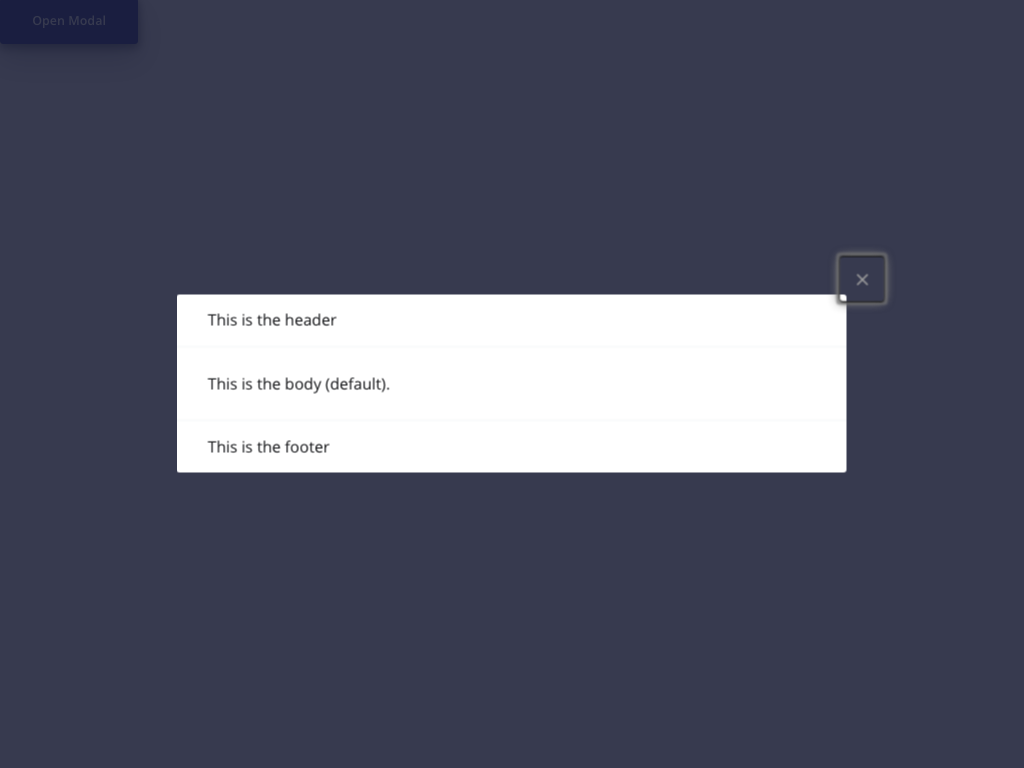 Open Modal
This is the header
This is the body (default).
This is the footer